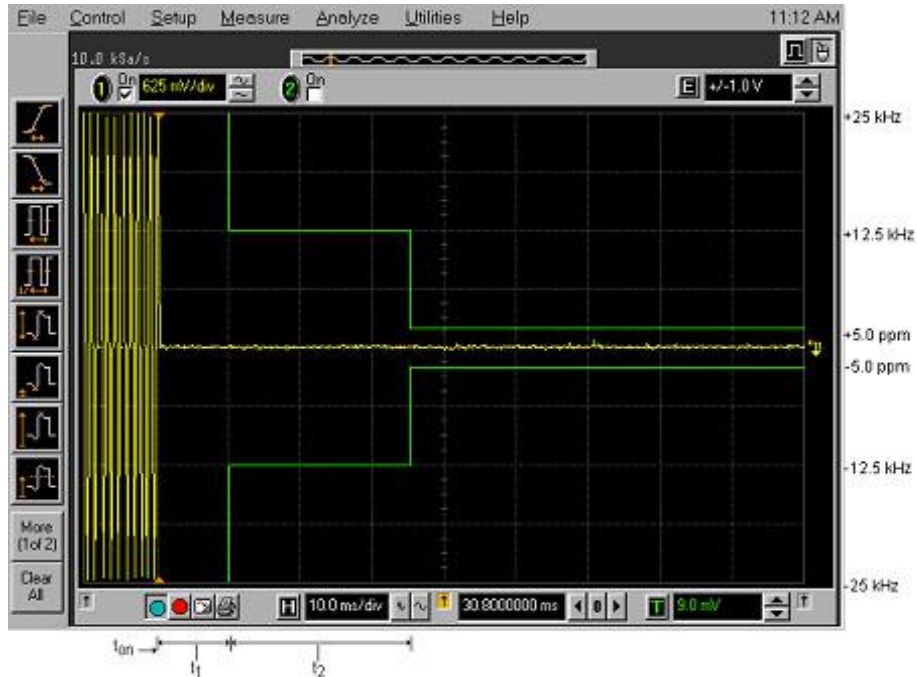 File Control Setup Measure Analyze Utilities Help 11:12 AM
10.0 kSa/s
1 On 625 mV/div 2 On E +/-1.0 V
+25 kHz
+12.5 kHz
+5.0 ppm
-5.0 ppm
-12.5 kHz
-25 kHz
More
(1of 2)
Clear
All
T H 10.0 ms/div T 30.8000000 ms 0 T 9.0 mV T
ton
t1
t2